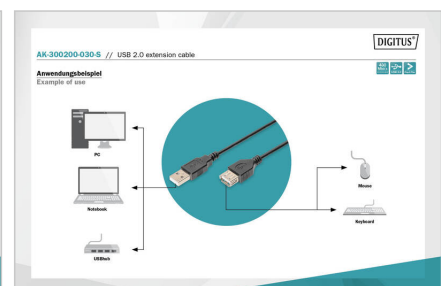 DIGITUS®
AK-300200-030-S // USB 2.0 extension cable
Anwendungsbeispiel
Example of use
PC
Notebook
USBhub
Mouse
Keyboard